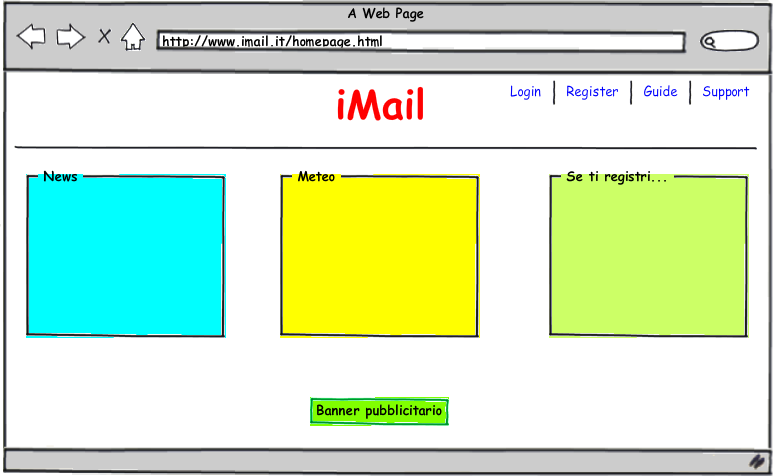 A Web Page
http://www.imail.it/homepage.html
iMail
Login | Register | Guide | Support
News
Meteo
Se ti registri...
Banner pubblicitario